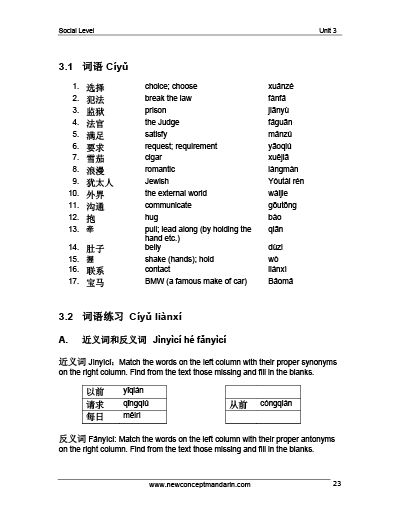 Social Level Unit 3
3.1 词语 Cíyǔ
1. 选择 choice; choose xuǎnzé
2. 犯法 break the law fànfǎ
3. 监狱 prison jiānyù
4. 法官 the Judge fǎguān
5. 满足 satisfy mǎnzú
6. 要求 request; requirement yāoqiú
7. 雪茄 cigar xuějiā
8. 浪漫 romantic làngmàn
9. 犹太人 Jewish Yóutài rén
10. 外界 the external world wàijie
11. 沟通 communicate gōutōng
12. 抱 hug bào
13. 牵 pull; lead along (by holding the qiān
hand etc.)
14. 肚子 belly dùzi
15. 握 shake (hands); hold wò
16. 联系 contact liánxì
17. 宝马 BMW (a famous make of car) Bǎomǎ
3.2 词语练习 Cíyǔ liànxí
A. 近义词和反义词 Jìnyìcí hé fǎnyìcí
近义词 Jìnyìcí: Match the words on the left column with their proper synonyms
on the right column. Find from the text those missing and fill in the blanks.
以前 yǐqián
请求 qǐngqiú 从前 cóngqián
每日 měirì
反义词 Fǎnyìcí: Match the words on the left column with their proper antonyms
on the right column. Find from the text those missing and fill in the blanks.
www.newconceptmandarin.com 23